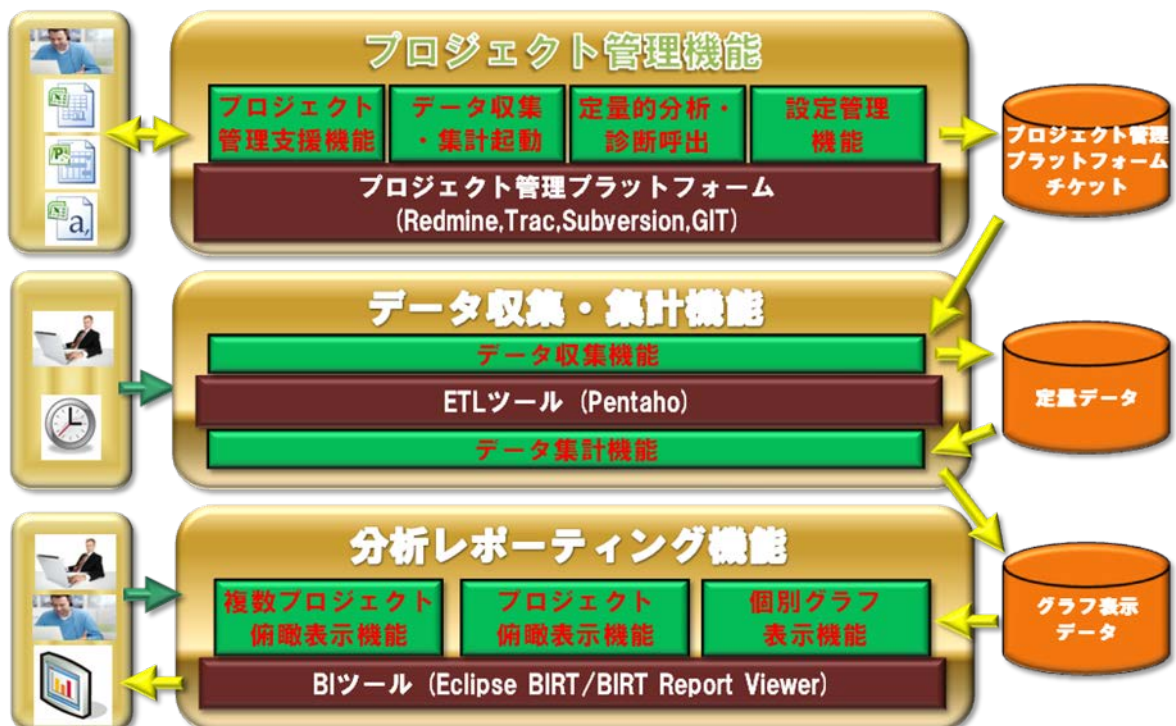 プロジェクト管理機能
プロジェクト
管理支援機能
データ収集
・集計起動
定量的分析・
診断呼出
設定管理
機能
プロジェクト管理プラットフォーム
(Redmine,Trac,Subversion,GIT)
プロジェクト管理
プラットフォーム
チケット
a,
データ収集・集計機能
データ収集機能
ETLツール (Pentaho)
データ集計機能
定量データ
分析レポーティング機能
複数プロジェクト
俯瞰表示機能
プロジェクト
俯瞰表示機能
個別グラフ
表示機能
BIツール (Eclipse BIRT/BIRT Report Viewer)
グラフ表示
データ